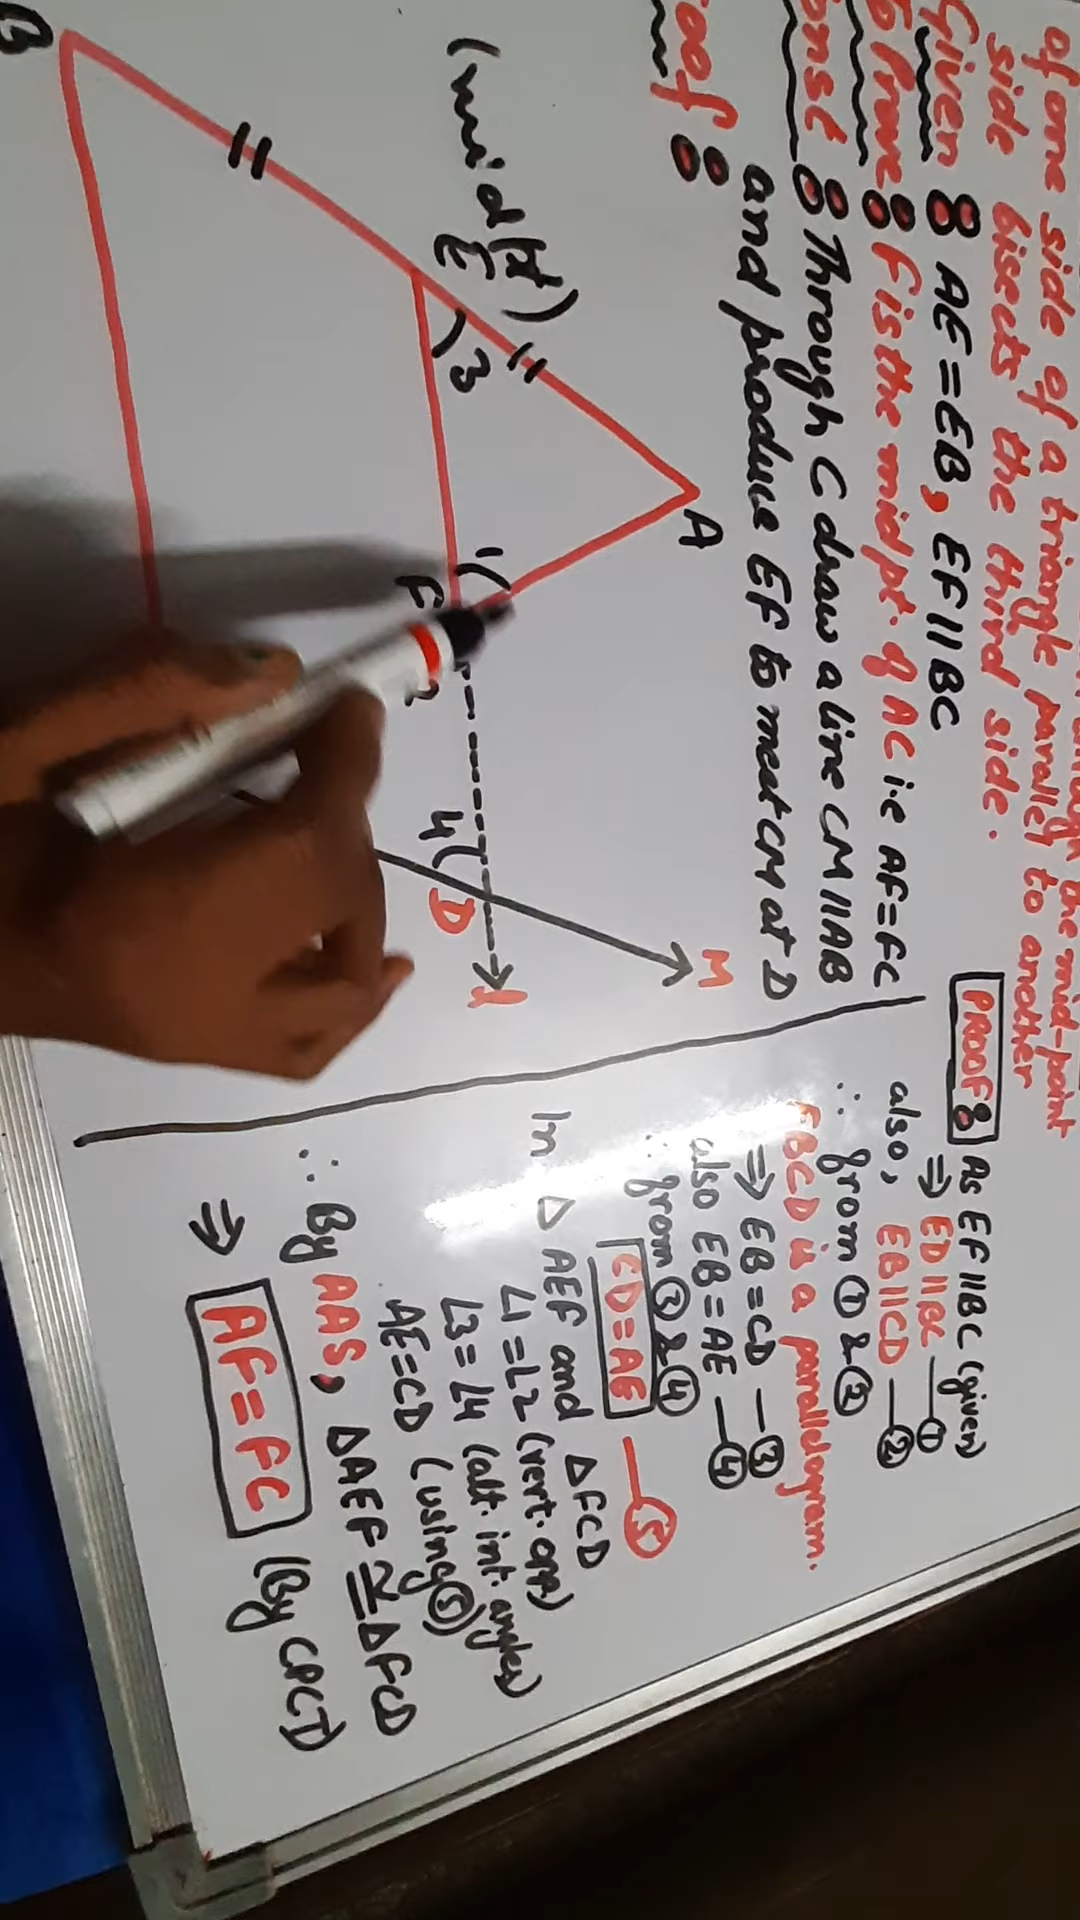 of one side of a triangle parallel to another
side bisects the third side.
Given : AE=EB, EF||BC
To Prove : F is the midpt. of AC i.e AF=FC
onst : Through C draw a line CM||AB
and produce EF to meet CM at D
oof :
A
(mid pt)
E
3
B
1
F
2
4
D
M
the mid-point
PROOF : As EF||BC (given)
⇒ ED||BC —①
also, EB||CD —②
∴ from ① & ②
EBCD is a parallelogram.
⇒ EB=CD —③
also EB=AE —④
∴ from ③ & ④
CD=AE —⑤
In △ AEF and △FCD
∠1=∠2 (vert. opp)
∠3=∠4 (alt. int. angles)
AE=CD (using ⑤)
∴ By AAS, △AEF ≅ △FCD
⇒ AF=FC (By CPCT)